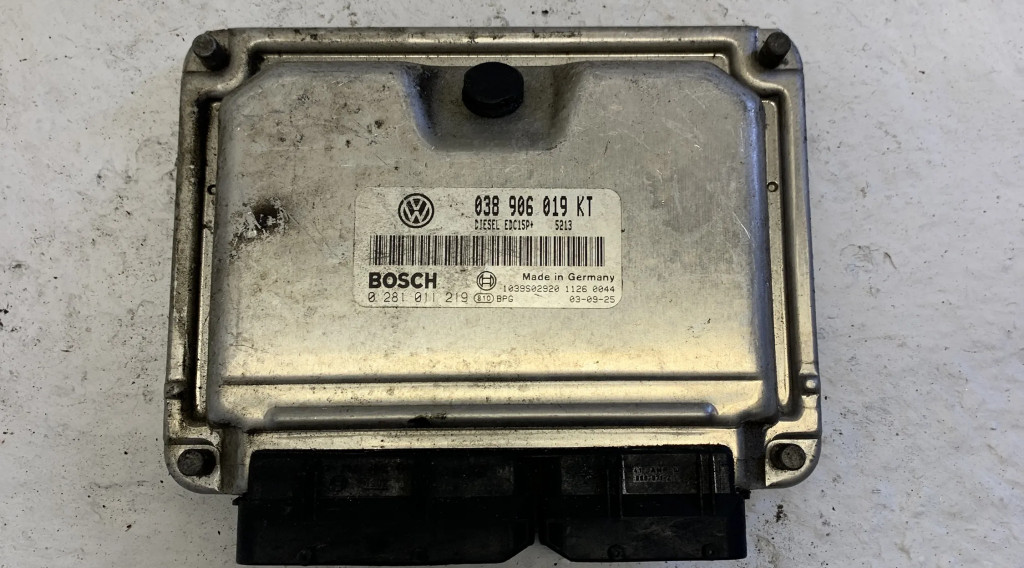 038 906 019 KT
DIESEL EDC15P+ 5213
BOSCH
Made in Germany
1039S02920 1126 0044
0 281 011 219 BPG 03-09-25